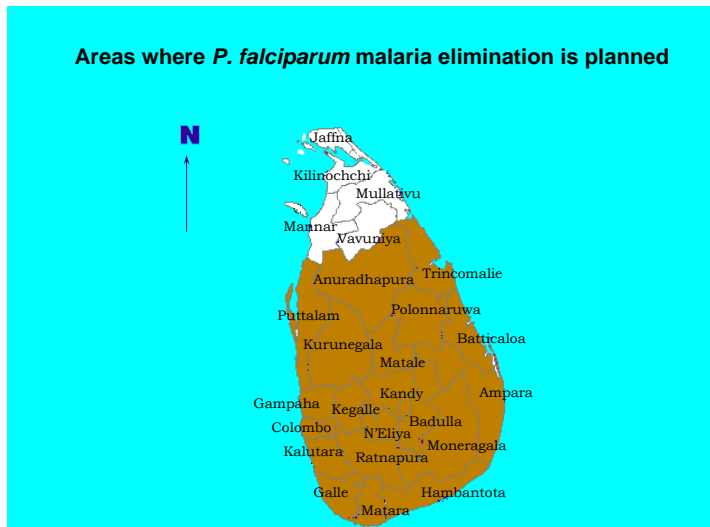 Areas where P. falciparum malaria elimination is planned
N
Jaffna
Kilinochchi
Mullativu
Mannar
Vavuniya
Trincomalie
Anuradhapura
Polonnaruwa
Puttalam
Batticaloa
Kurunegala
Matale
Ampara
Kandy
Gampaha
Kegalle
Badulla
Colombo
N'Eliya
Moneragala
Kalutara
Ratnapura
Galle
Hambantota
Matara